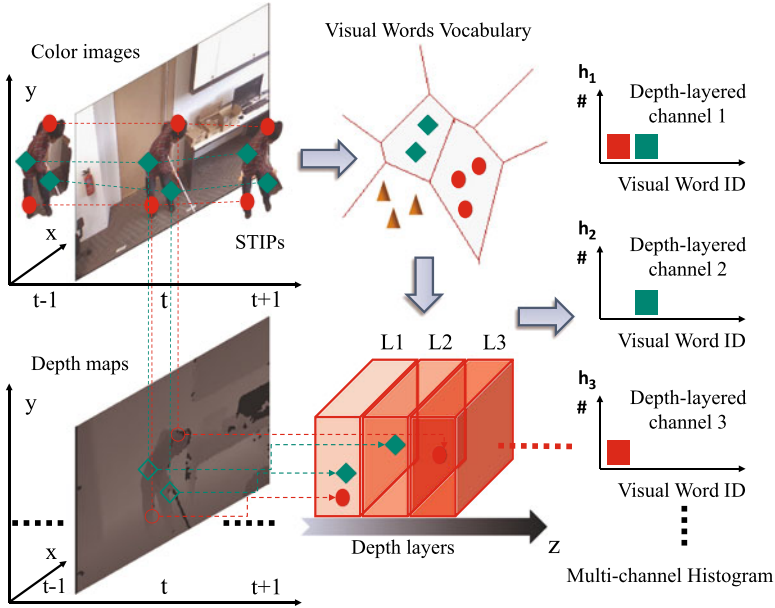 Color images
y
x
STIPs
t-1
t
t+1
Visual Words Vocabulary
h1
#
Depth-layered
channel 1
Visual Word ID
h2
#
Depth-layered
channel 2
Visual Word ID
Depth maps
y
x
t-1
t
t+1
L1
L2
L3
Depth layers
z
h3
#
Depth-layered
channel 3
Visual Word ID
Multi-channel Histogram